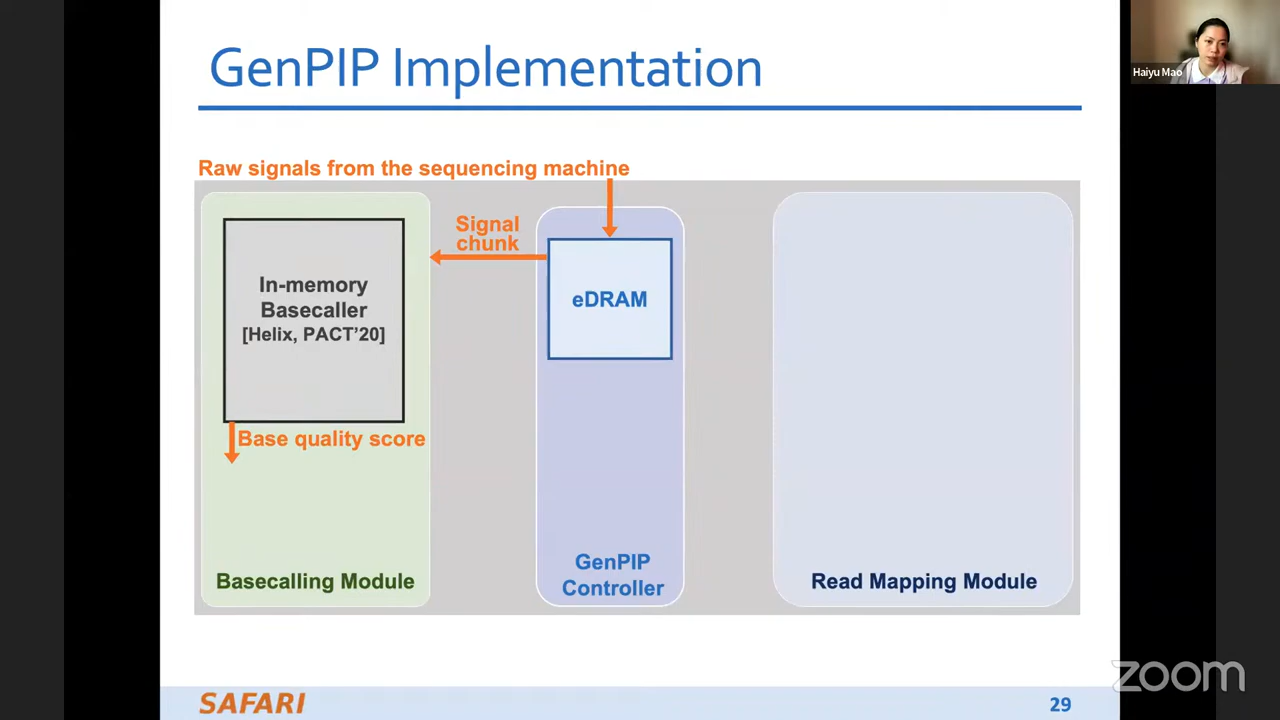 GenPIP Implementation
Haiyu Mao
Raw signals from the sequencing machine
Signal
chunk
In-memory
Basecaller
[Helix, PACT'20]
eDRAM
Base quality score
GenPIP
Controller
Basecalling Module
Read Mapping Module
zoom
SAFARI
29